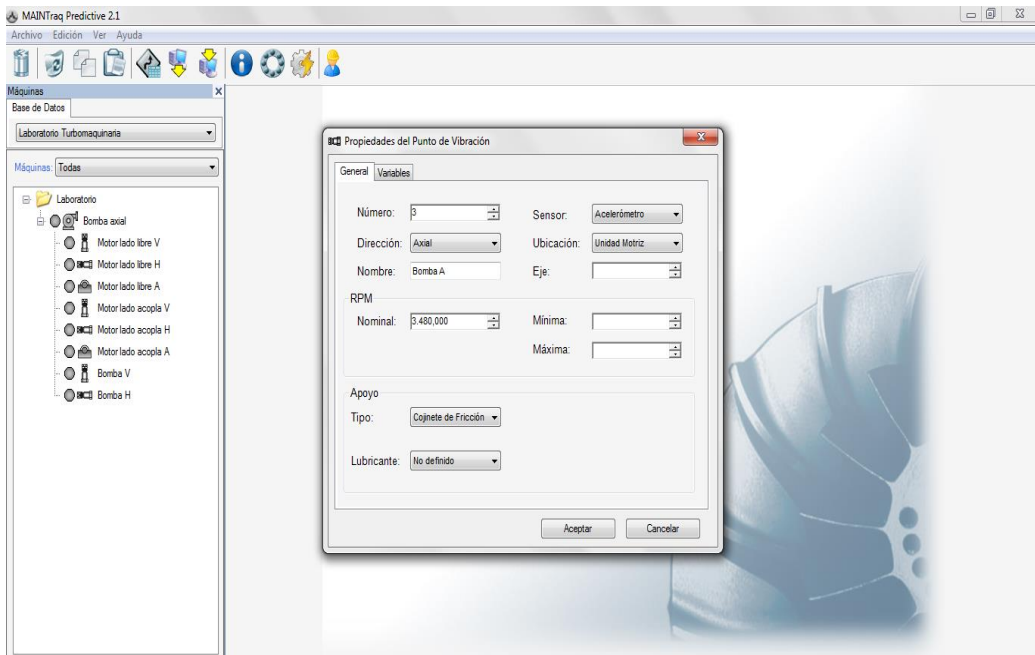 MAINTraq Predictive 2.1
Archivo Edición Ver Ayuda
Máquinas
Base de Datos
Laboratorio Turbomaquinaria
Máquinas: Todas
Laboratorio
Bomba axial
Motor lado libre V
Motor lado libre H
Motor lado libre A
Motor lado acopla V
Motor lado acopla H
Motor lado acopla A
Bomba V
Bomba H
Propiedades del Punto de Vibración
General Variables
Número: 3 Sensor: Acelerómetro
Dirección: Axial Ubicación: Unidad Motriz
Nombre: Bomba A Eje:
RPM
Nominal: 3.480,000 Mínima:
Máxima:
Apoyo
Tipo: Cojinete de Fricción
Lubricante: No definido
Aceptar Cancelar